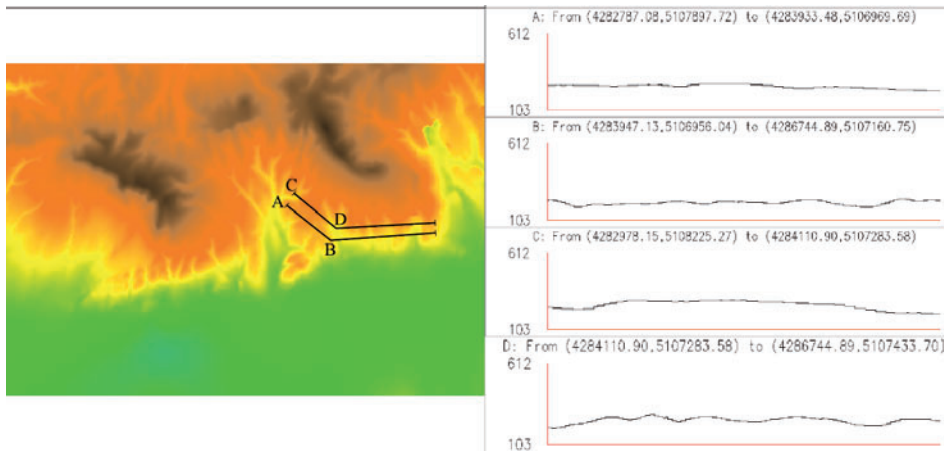 C
A
D
B
A: From (4282787.08,5107897.72) to (4283933.48,5106969.69)
612
103
B: From (4283947.13,5106956.04) to (4286744.89,5107160.75)
612
103
C: From (4282978.15,5108225.27) to (4284110.90,5107283.58)
612
103
D: From (4284110.90,5107283.58) to (4286744.89,5107433.70)
612
103